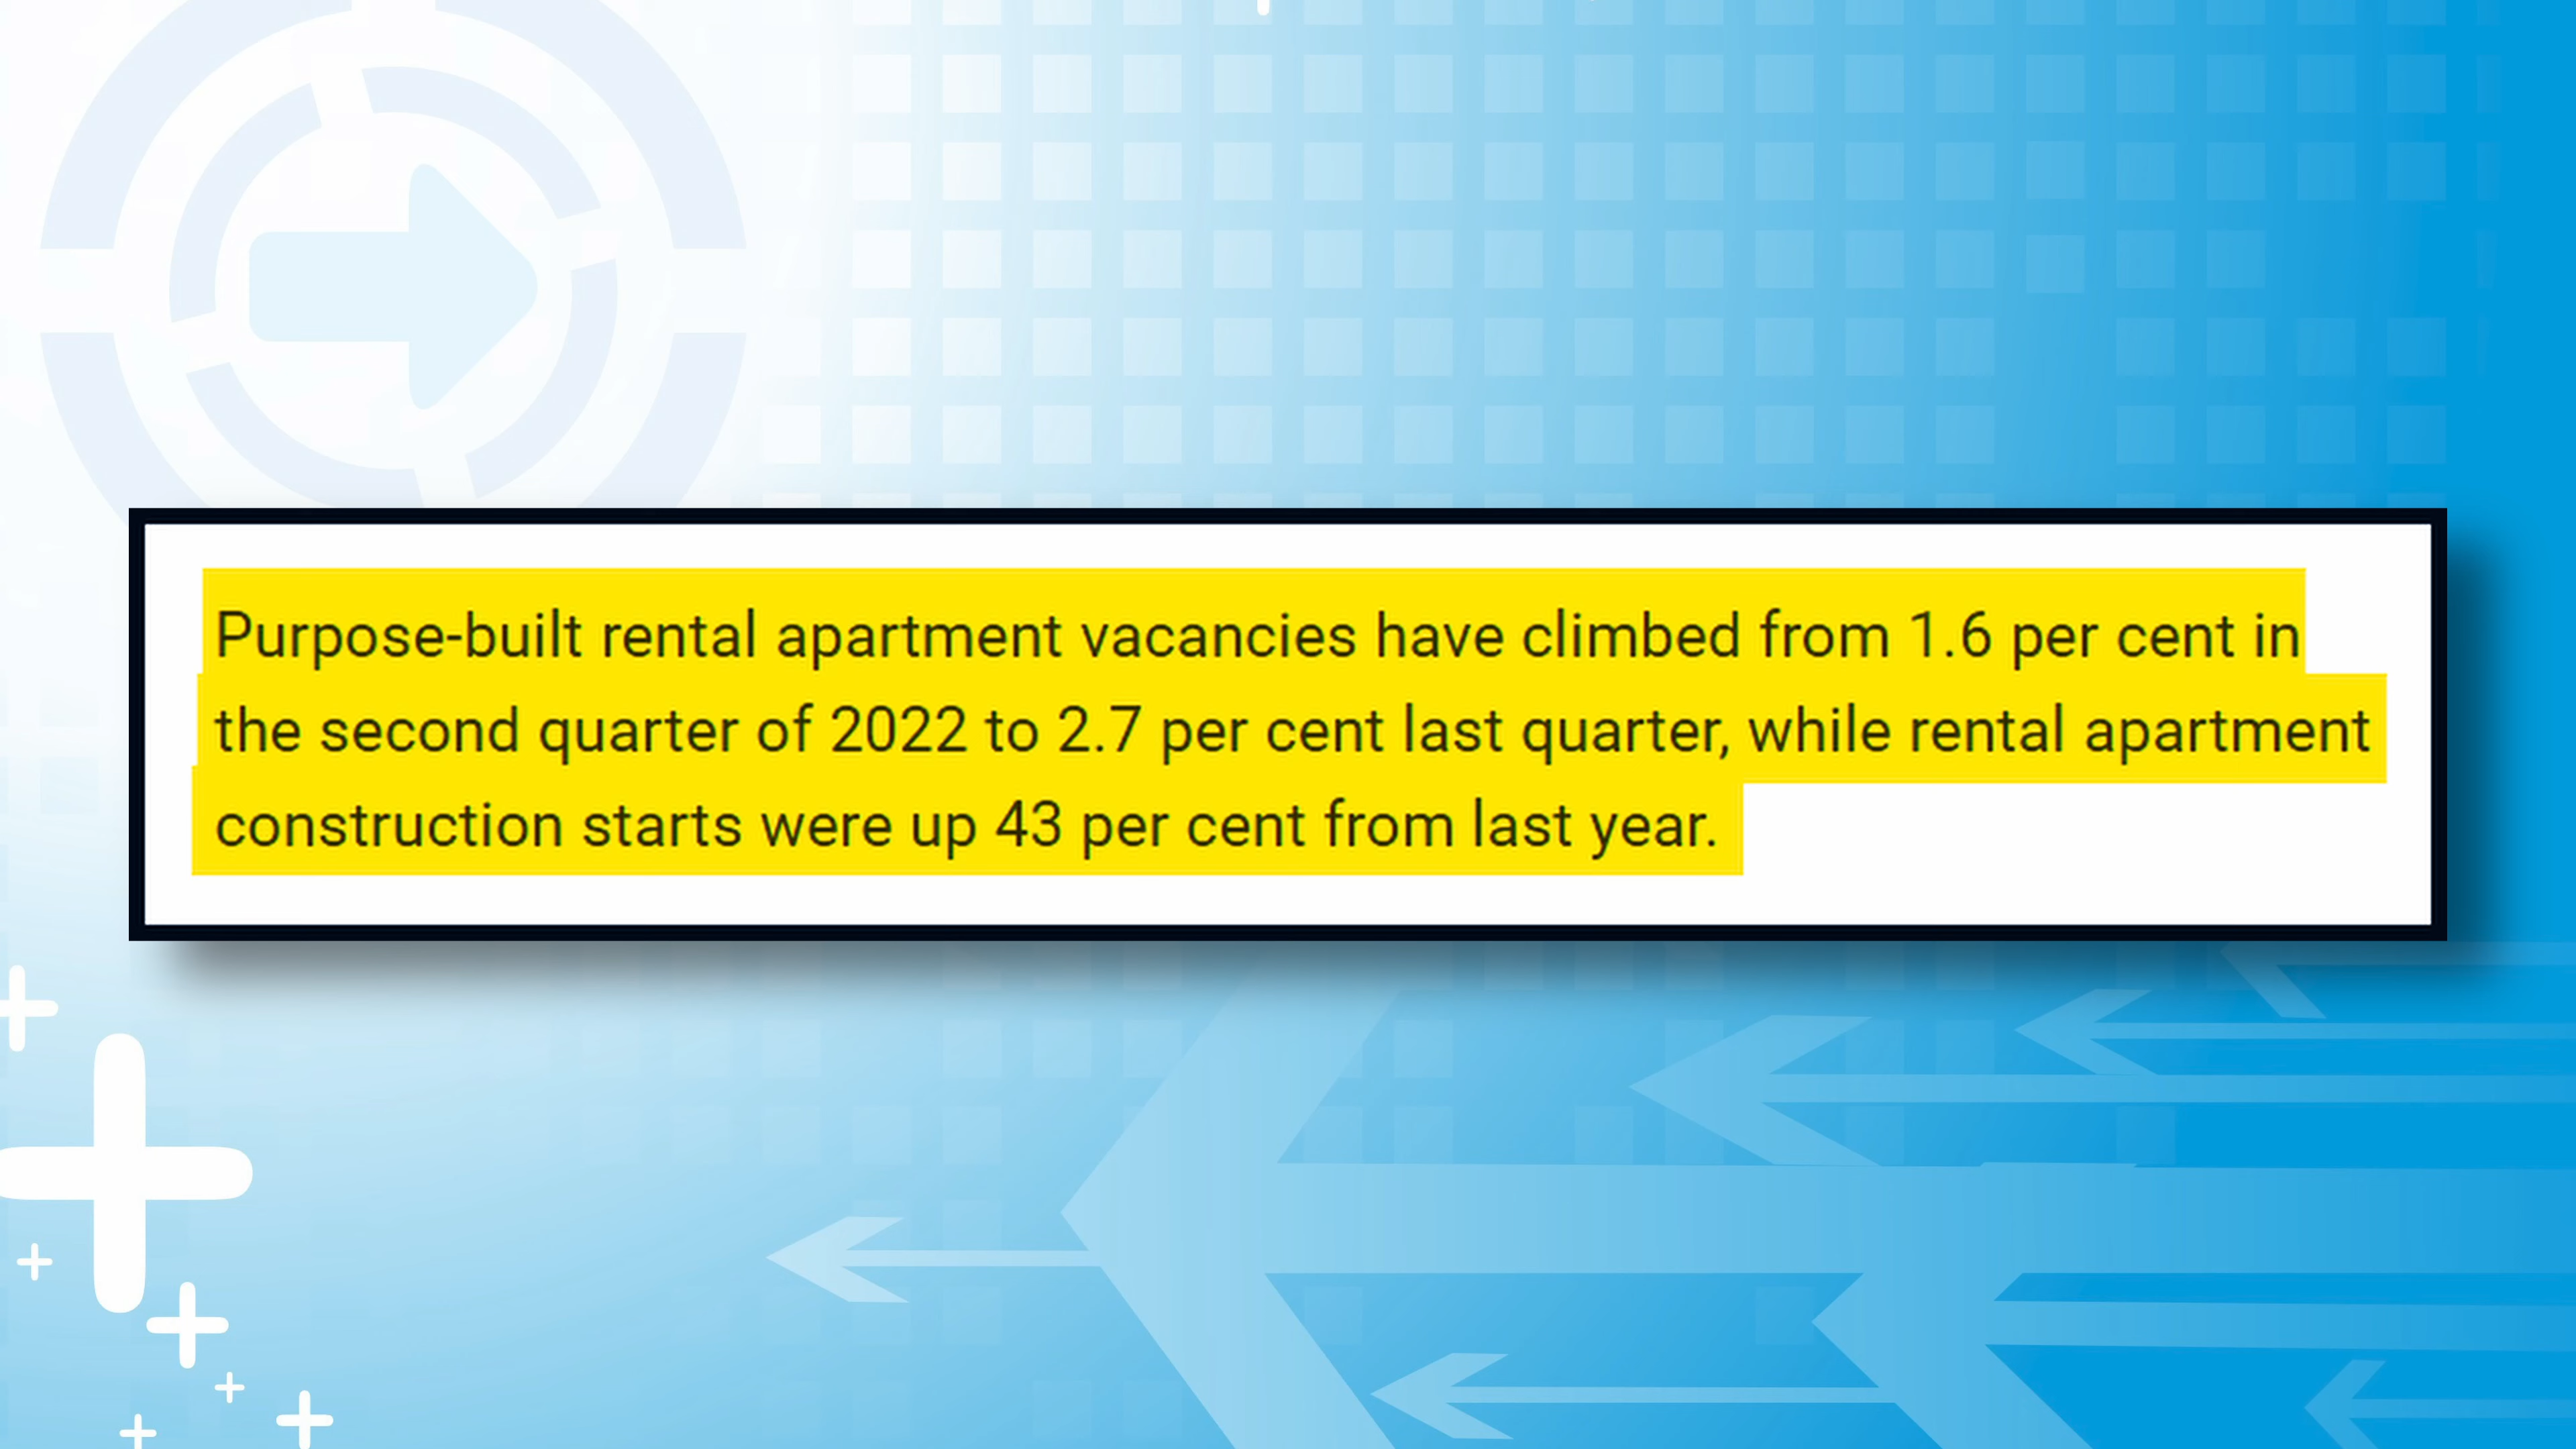 Purpose-built rental apartment vacancies have climbed from 1.6 per cent in
the second quarter of 2022 to 2.7 per cent last quarter, while rental apartment
construction starts were up 43 per cent from last year.